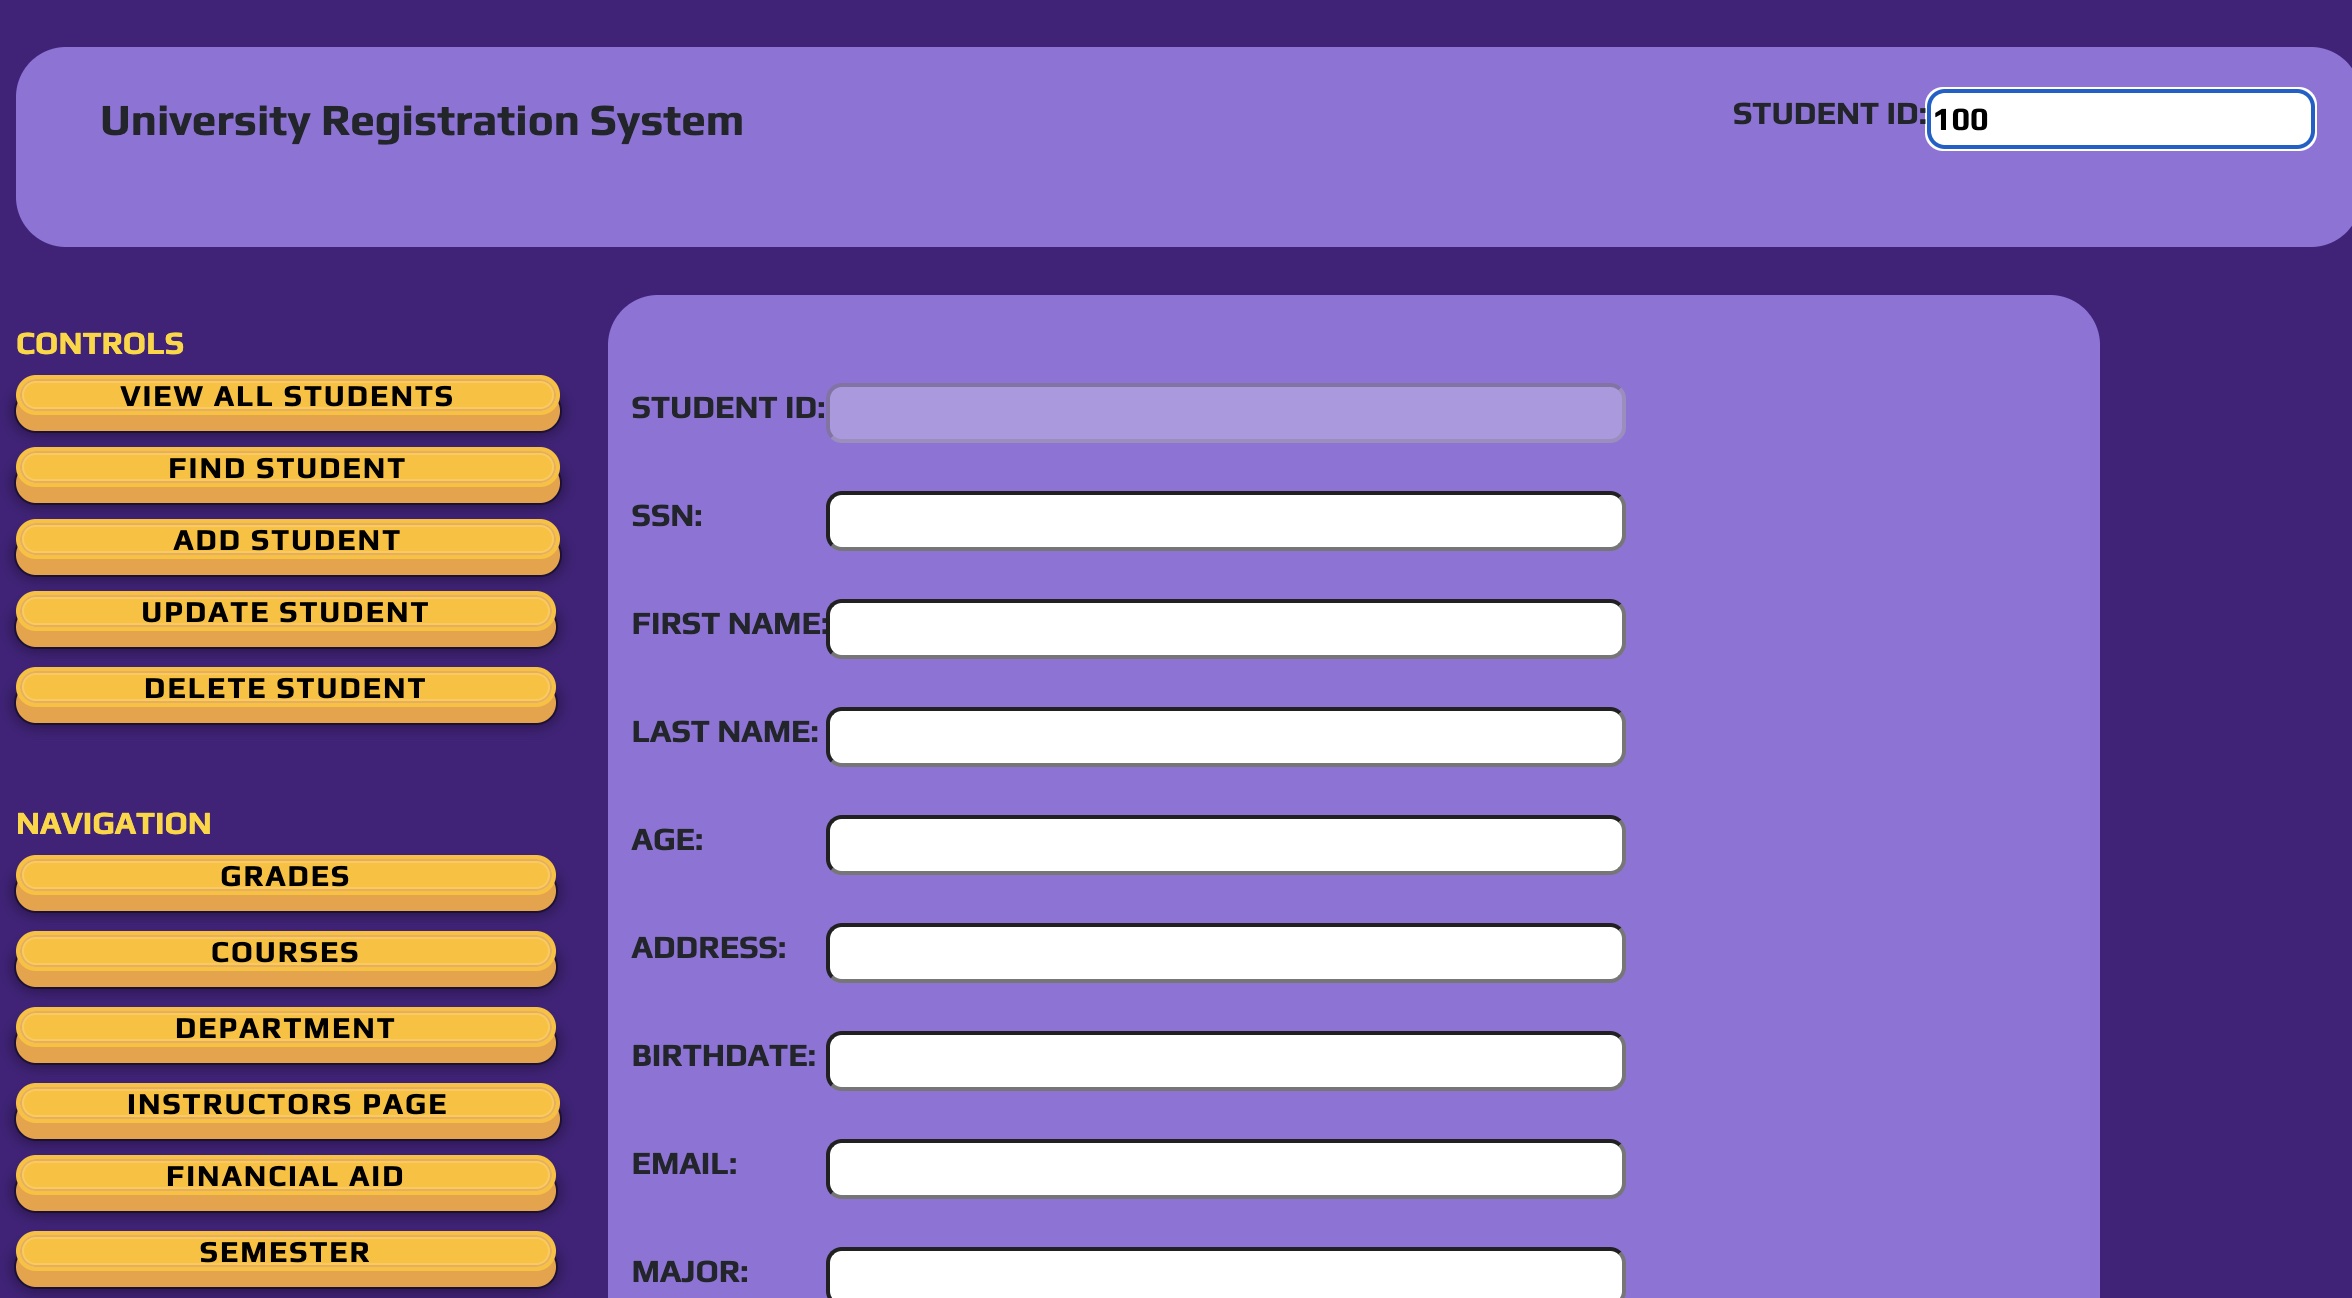 University Registration System
STUDENT ID: 100
CONTROLS
VIEW ALL STUDENTS
FIND STUDENT
ADD STUDENT
UPDATE STUDENT
DELETE STUDENT
NAVIGATION
GRADES
COURSES
DEPARTMENT
INSTRUCTORS PAGE
FINANCIAL AID
SEMESTER
STUDENT ID:
SSN:
FIRST NAME:
LAST NAME:
AGE:
ADDRESS:
BIRTHDATE:
EMAIL:
MAJOR: